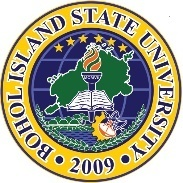 BOHOL ISLAND STATE UNIVERSITY
• 2009 •